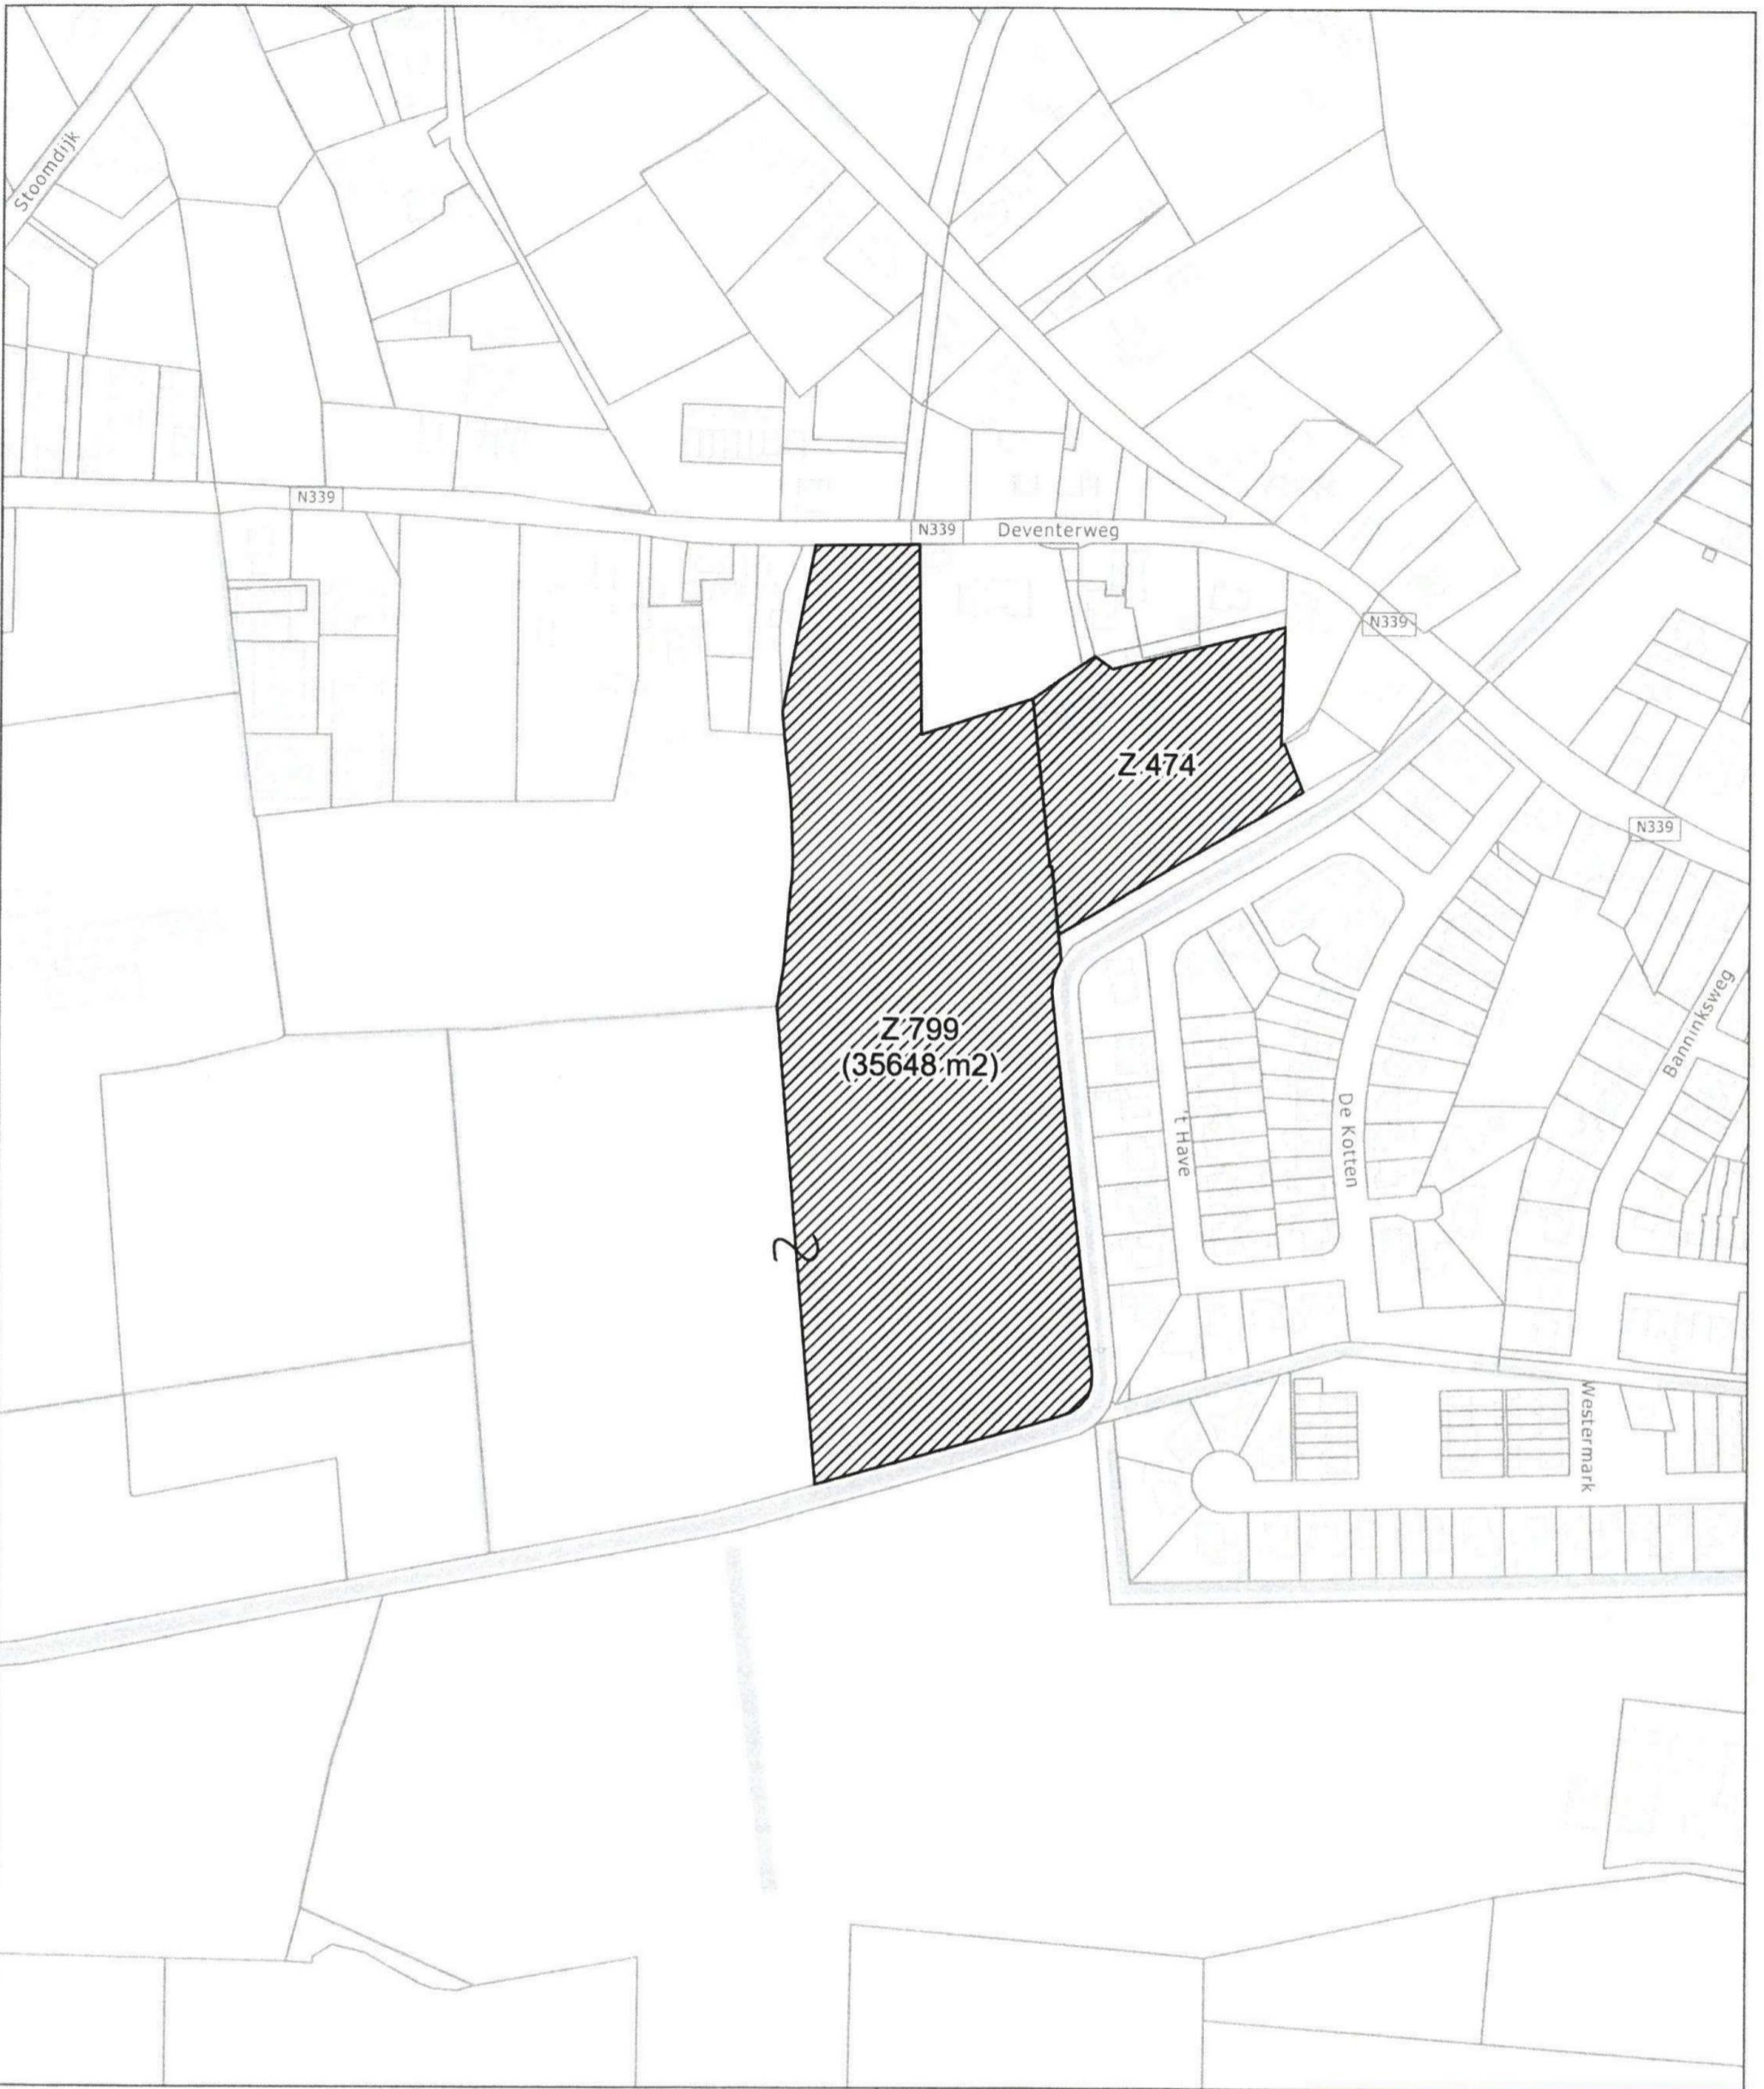 Stoomdijk
N339
N339
Deventerweg
N339
Z 474
N339
Z 799
(35648 m2)
Banninksweg
't Have
De Kotten
Westermark